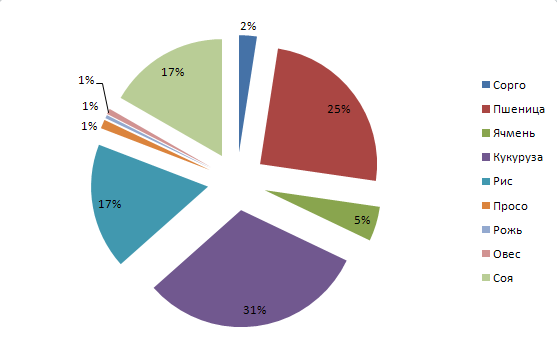 2%
25%
5%
31%
17%
1%
1%
1%
17%
Сорго
Пшеница
Ячмень
Кукуруза
Рис
Просо
Рожь
Овес
Соя